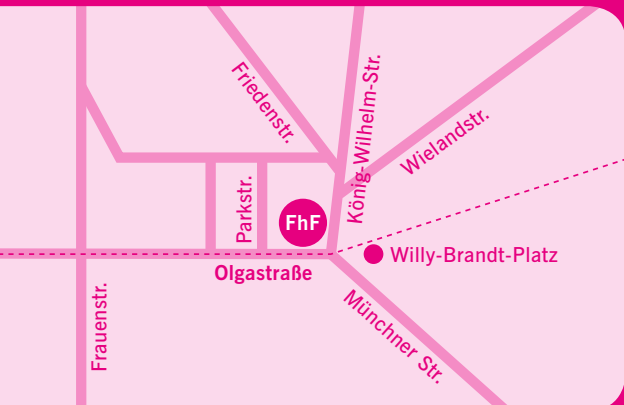 Friedenstr.
König-Wilhelm-Str.
Wielandstr.
Parkstr.
FhF
Willy-Brandt-Platz
Olgastraße
Frauenstr.
Münchner Str.